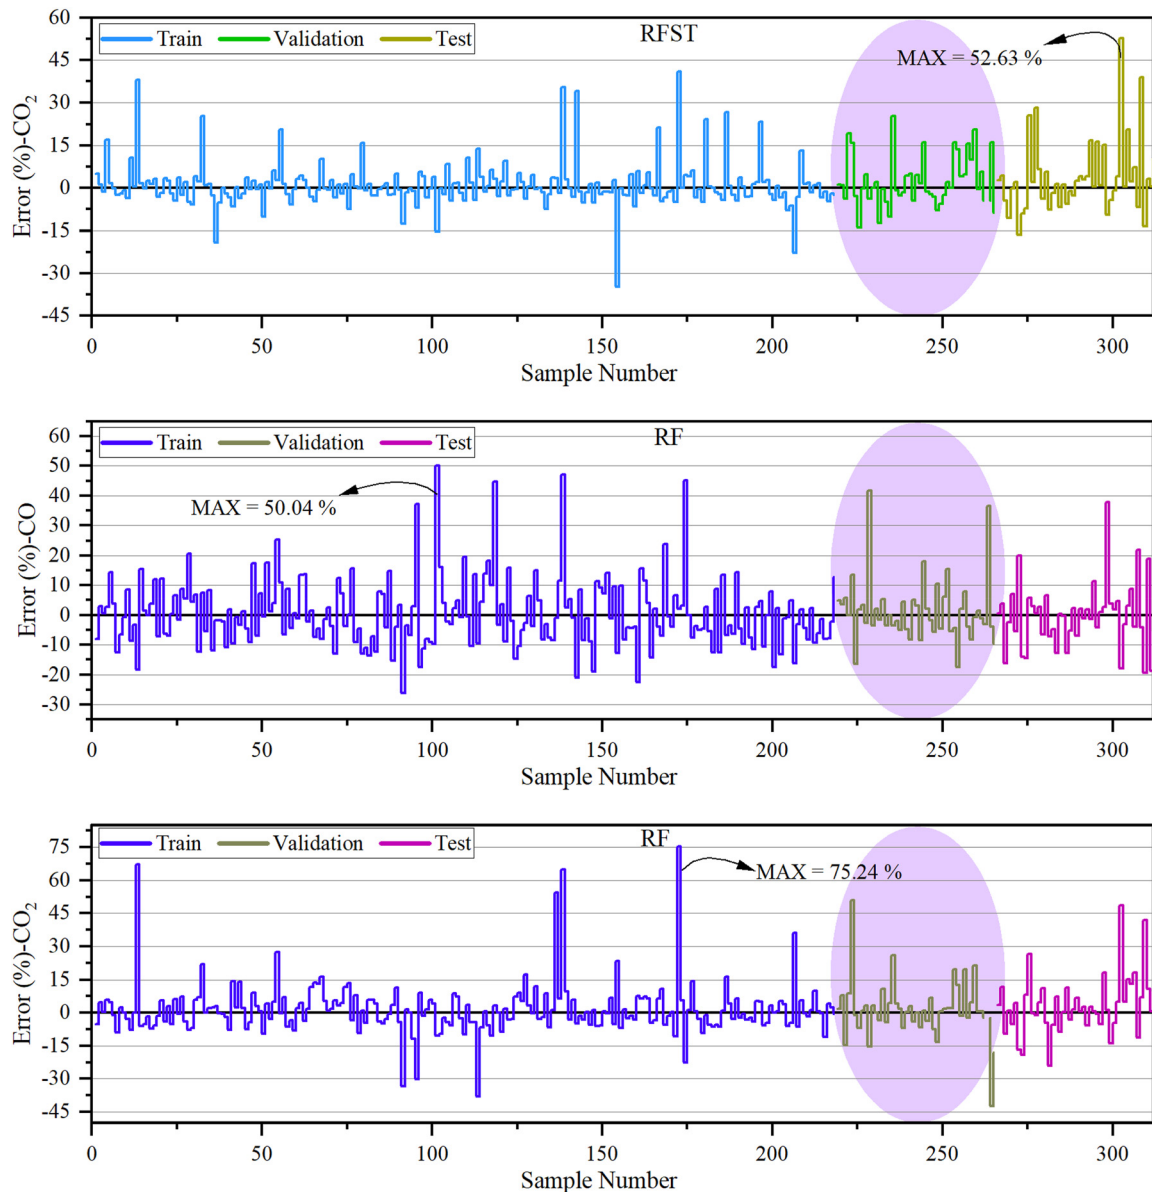 RFST
Train Validation Test
MAX = 52.63 %
60
45
30
15
0
-15
-30
-45
Error (%)-CO₂
0 50 100 150 200 250 300
Sample Number
RF
Train Validation Test
MAX = 50.04 %
60
50
40
30
20
10
0
-10
-20
-30
Error (%)-CO
0 50 100 150 200 250 300
Sample Number
RF
Train Validation Test
MAX = 75.24 %
75
60
45
30
15
0
-15
-30
-45
Error (%)-CO₂
0 50 100 150 200 250 300
Sample Number